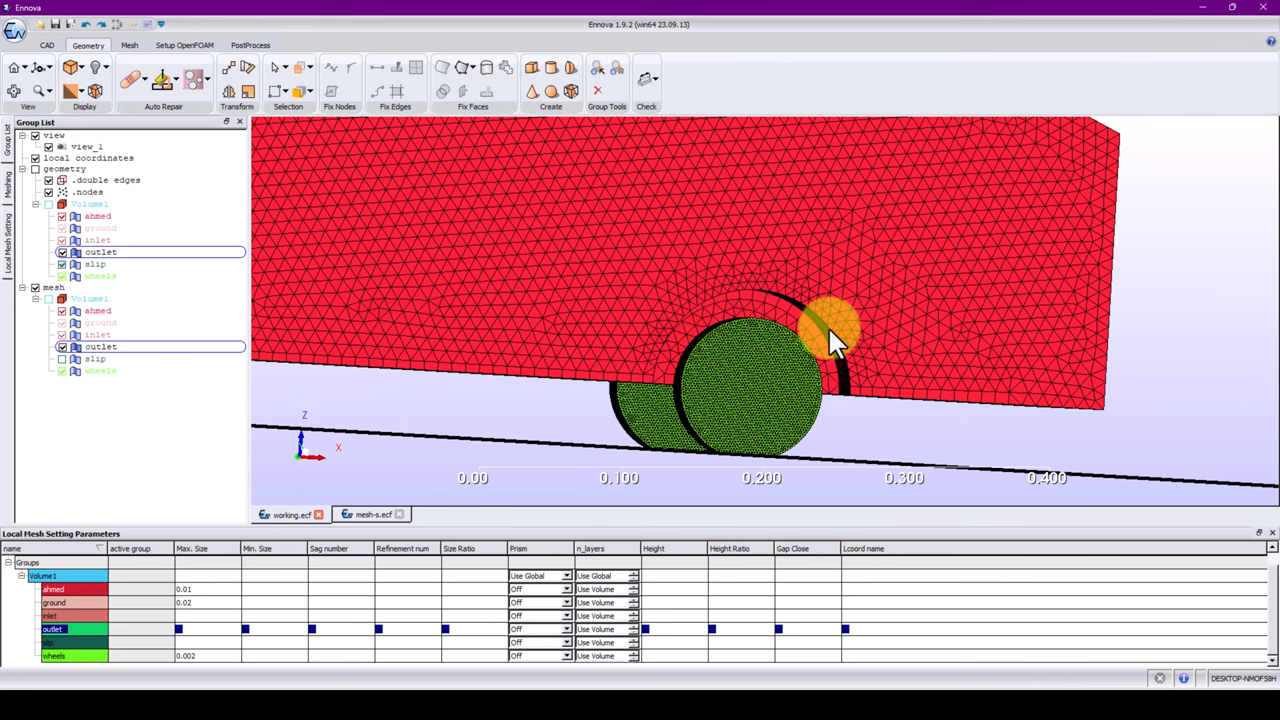 Ennova
Ennova 1.9.2 (win64 23.09.13)
CAD Geometry Mesh Setup OpenFOAM PostProcess
View Display Auto Repair Transform Selection Fix Nodes Fix Edges Fix Faces Create Group Tools Check
Group List
view
view_1
local coordinates
geometry
.double edges
.nodes
Volume1
ahmed
ground
inlet
outlet
slip
wheels
mesh
Volume1
ahmed
ground
inlet
outlet
slip
wheels
Group List
Meshing
Local Mesh Setting
Z
X
0.00 0.100 0.200 0.300 0.400
working.ecf mesh-s.ecf
Local Mesh Setting Parameters
name active group Max. Size Min. Size Sag number Refinement num Size Ratio Prism n_layers Height Height Ratio Gap Close Lcoord name
Groups
Volume1 Use Global Use Global
ahmed 0.01 Off Use Volume
ground 0.02 Off Use Volume
inlet Off Use Volume
outlet Off Use Volume
slip Off Use Volume
wheels 0.002 Off Use Volume
DESKTOP-NMOF58H